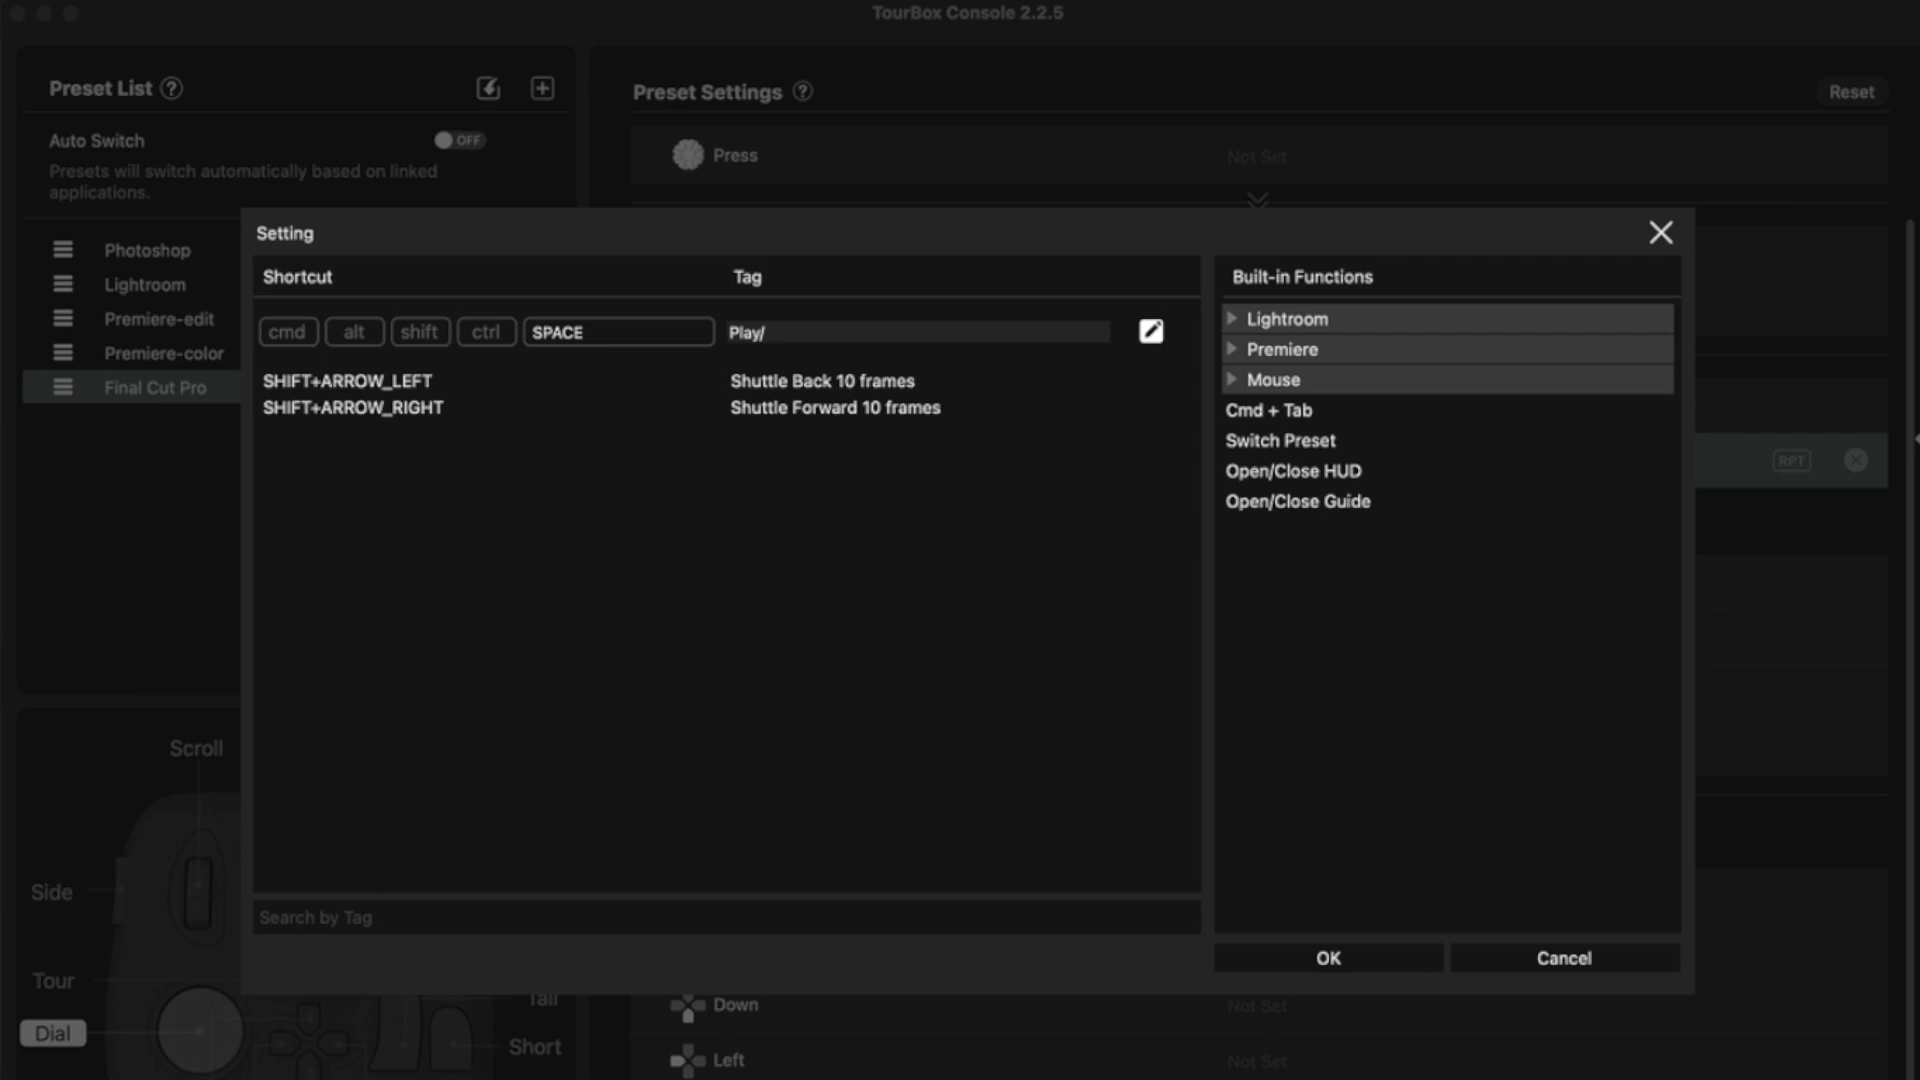 TourBox Console 2.2.5
Preset List ?
Auto Switch
OFF
Presets will switch automatically based on linked
applications.
Photoshop
Lightroom
Premiere-edit
Premiere-color
Final Cut Pro
Preset Settings ?
Reset
Press
Not Set
Setting
Shortcut
Tag
cmd
alt
shift
ctrl
SPACE
Play/
SHIFT+ARROW_LEFT
Shuttle Back 10 frames
SHIFT+ARROW_RIGHT
Shuttle Forward 10 frames
Search by Tag
Built-in Functions
Lightroom
Premiere
Mouse
Cmd + Tab
Switch Preset
Open/Close HUD
Open/Close Guide
OK
Cancel
RPT
Scroll
Side
Tour
Dial
Tall
Short
Down
Not Set
Left
Not Set